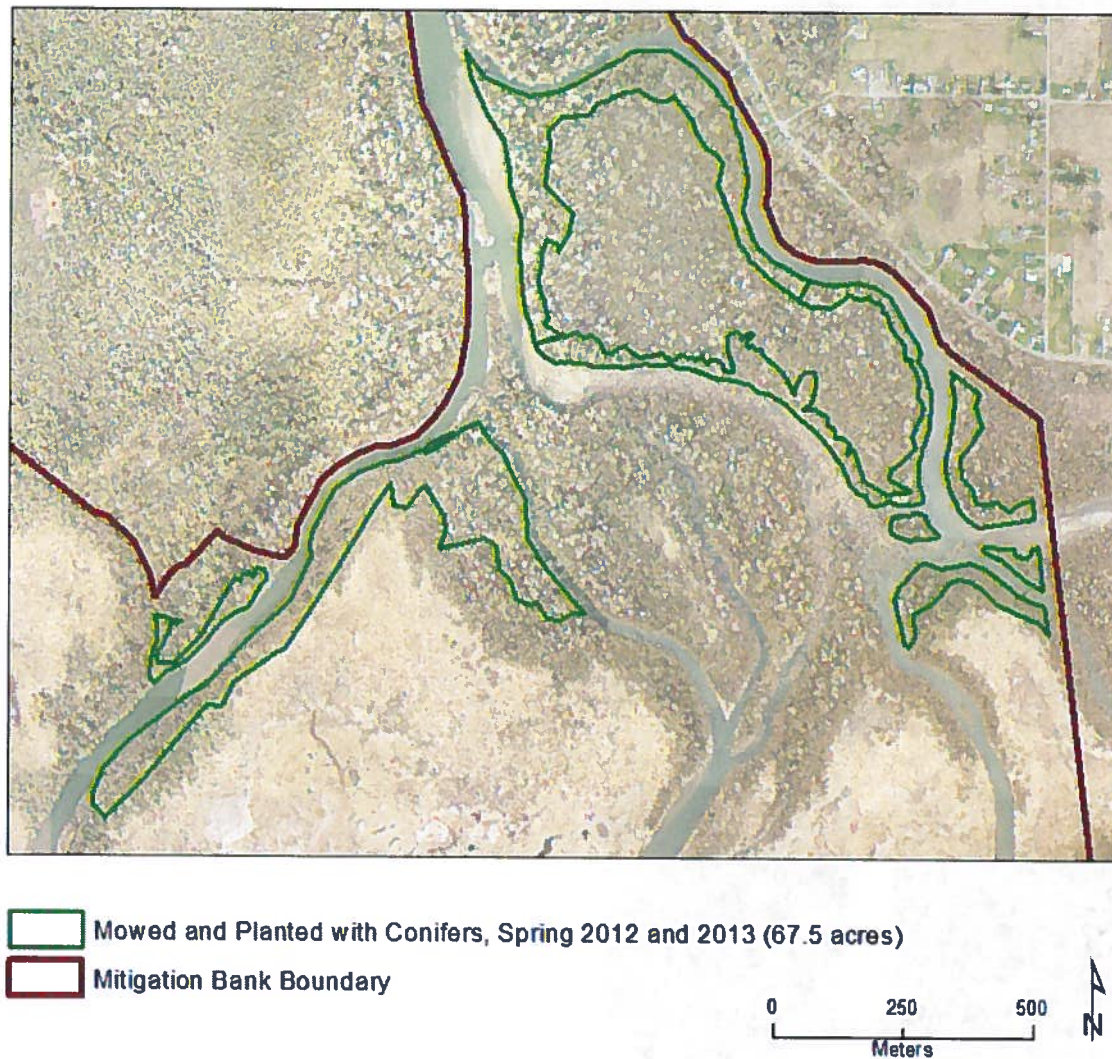 Mowed and Planted with Conifers, Spring 2012 and 2013 (67.5 acres)
Mitigation Bank Boundary
0 250 500
Meters
N